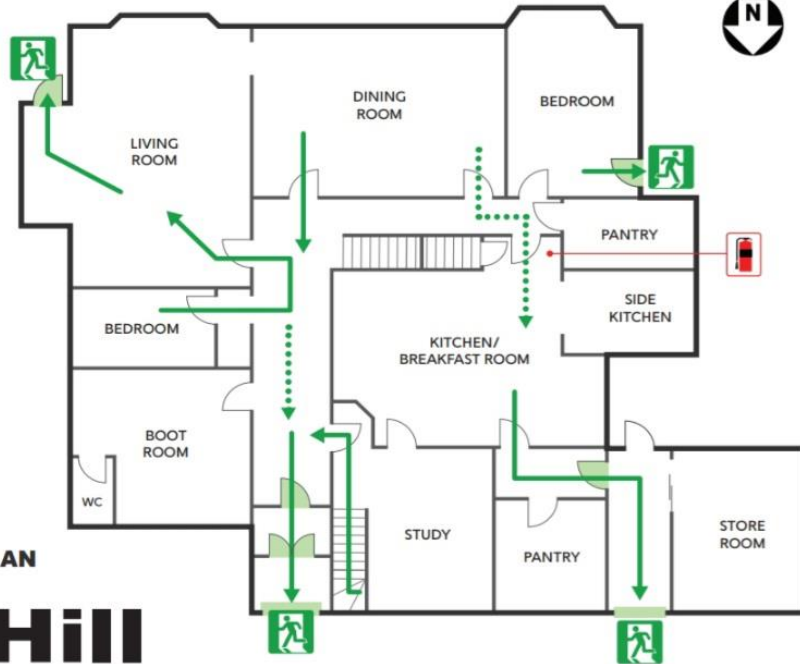 N
DINING
ROOM
BEDROOM
LIVING
ROOM
PANTRY
SIDE
KITCHEN
BEDROOM
KITCHEN/
BREAKFAST ROOM
BOOT
ROOM
WC
STUDY
PANTRY
STORE
ROOM
AN
Hill